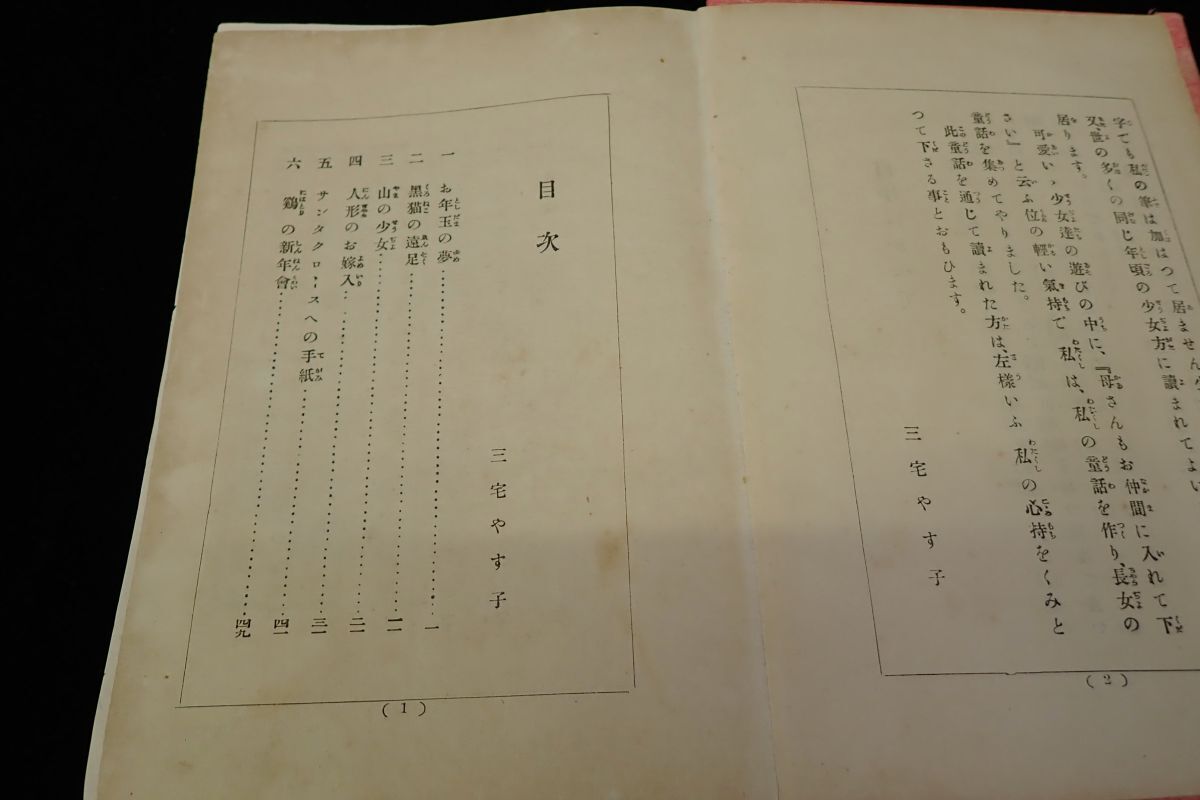 字でも私の筆は加はつて居ません
又、世の多くの同じ年頃の少女方に讀まれてよい
居ります。
可愛いゝ少女達の遊びの中に、『母さんもお仲間に入れて下
さい』と云ふ位の輕い氣持で、私は、私の童話を作り、長女の
童話を集めてやりました。
此童話を通じて讀まれた方は、左様いふ私の心持をくみと
つて下さる事とおもひます。
三宅やす子
(2)
目次
三宅やす子
一 お年玉の夢……一
二 黑猫の遠足……一一
三 山の少女……二一
四 人形のお嫁入……三一
五 サンタクロースへの手紙……四一
六 鷄の新年會……四九
(1)